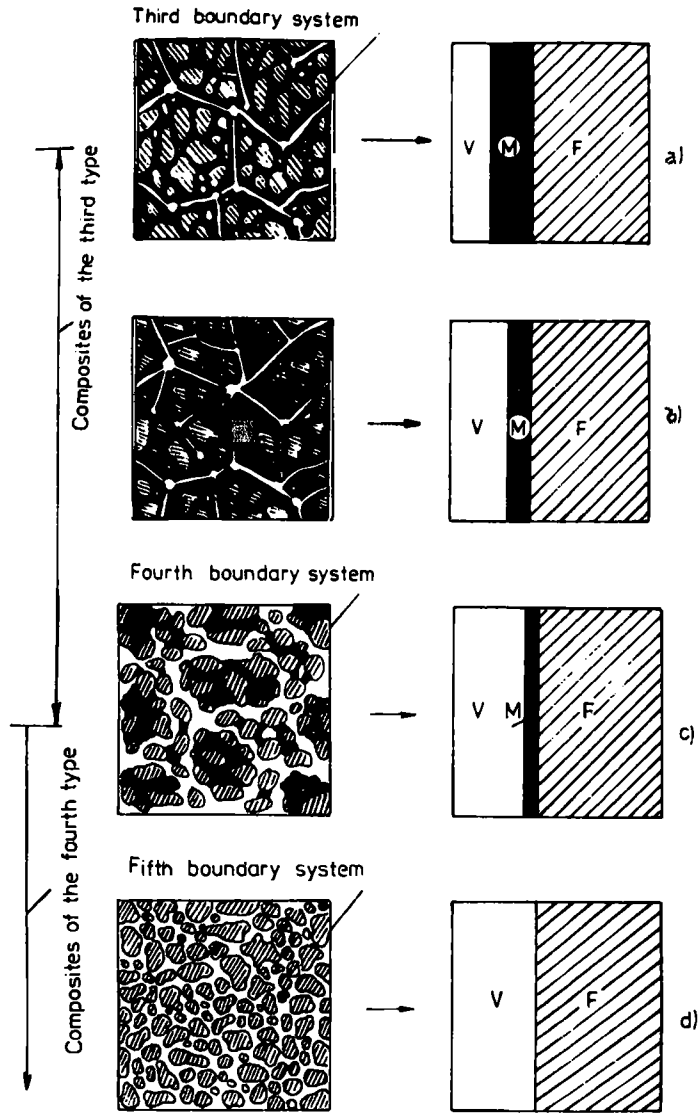 Third boundary system
V M F
a)
Composites of the third type
V M F
b)
Fourth boundary system
V M F
c)
Composites of the fourth type
Fifth boundary system
V F
d)